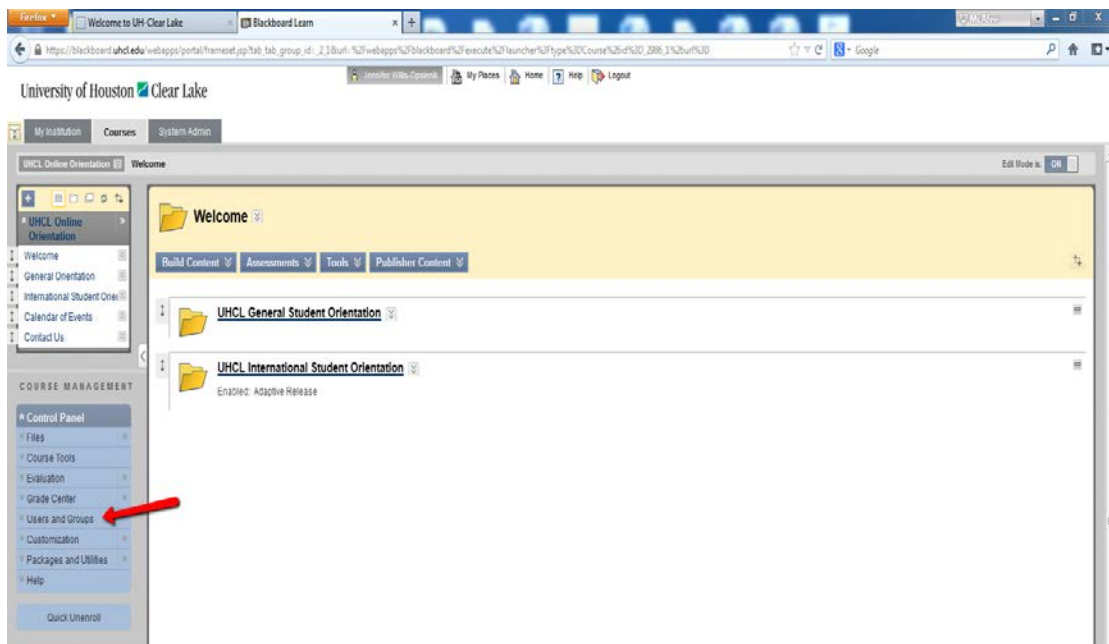 Firefox
Welcome to UH-Clear Lake
Blackboard Learn
Google
My Places
Home
Help
Logout
University of Houston Clear Lake
My Institution
Courses
System Admin
UHCL Online Orientation
Welcome
Edit Mode is: ON
UHCL Online
Orientation
Welcome
General Orientation
International Student Orie
Calendar of Events
Contact Us
COURSE MANAGEMENT
Control Panel
Files
Course Tools
Evaluation
Grade Center
Users and Groups
Customization
Packages and Utilities
Help
Quick Unenroll
Welcome
Build Content
Assessments
Tools
Publisher Content
UHCL General Student Orientation
UHCL International Student Orientation
Enabled: Adaptive Release